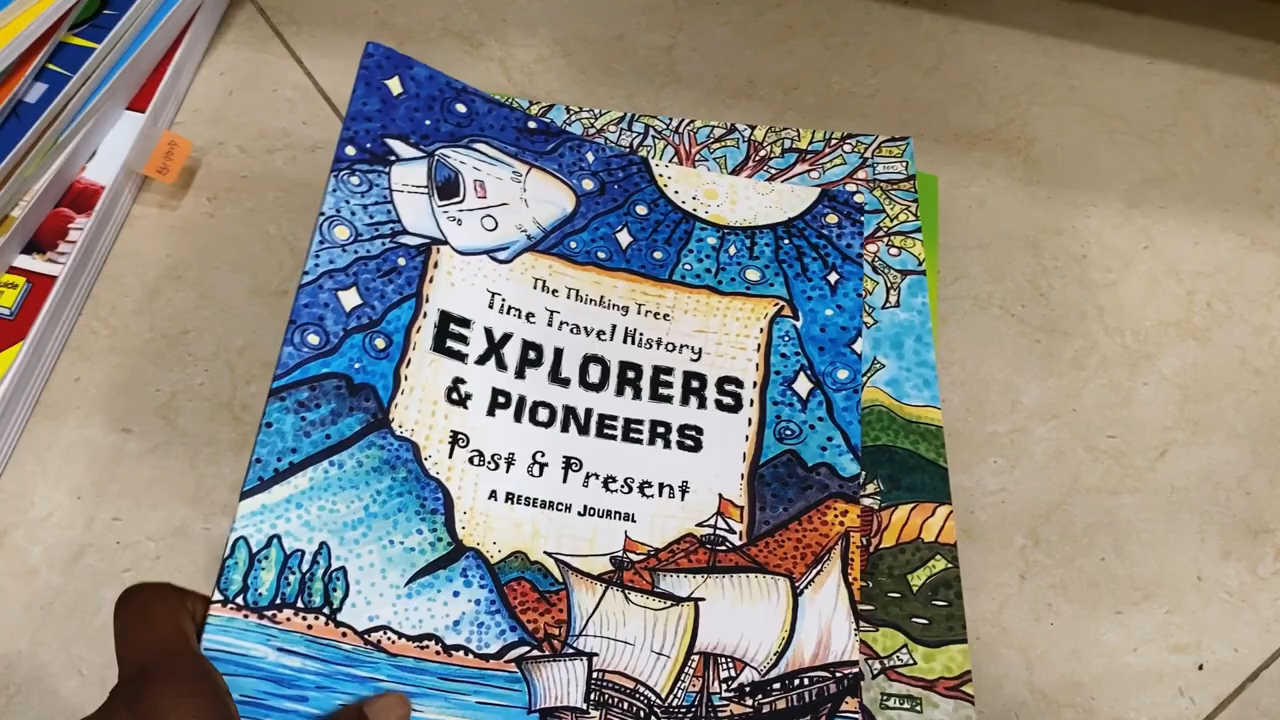 The Thinking Tree
Time Travel History
EXPLORERS
& PIONEERS
Past & Present
A RESEARCH JOURNAL